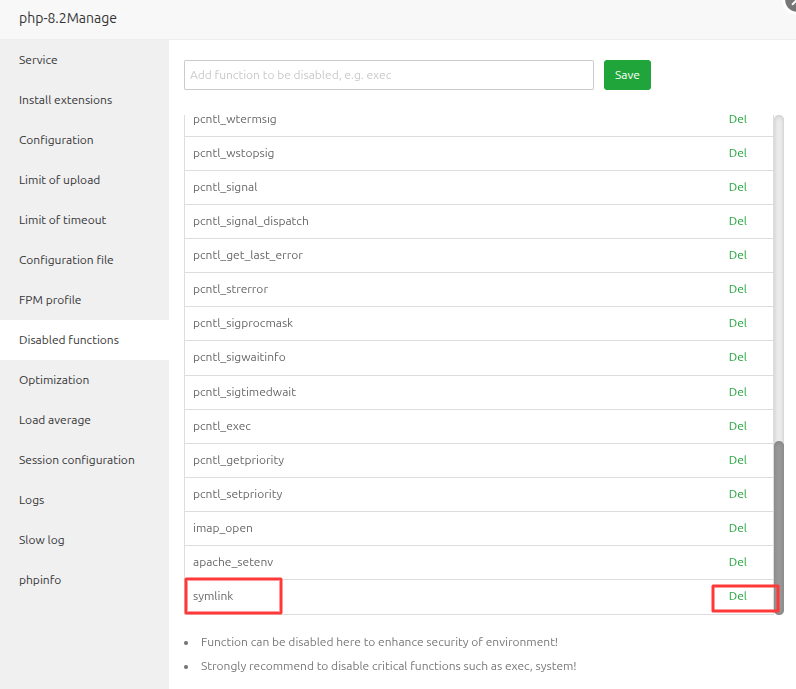 php-8.2Manage
Service
Install extensions
Configuration
Limit of upload
Limit of timeout
Configuration file
FPM profile
Disabled functions
Optimization
Load average
Session configuration
Logs
Slow log
phpinfo
Add function to be disabled, e.g. exec
Save
pcntl_wtermsig Del
pcntl_wstopsig Del
pcntl_signal Del
pcntl_signal_dispatch Del
pcntl_get_last_error Del
pcntl_strerror Del
pcntl_sigprocmask Del
pcntl_sigwaitinfo Del
pcntl_sigtimedwait Del
pcntl_exec Del
pcntl_getpriority Del
pcntl_setpriority Del
imap_open Del
apache_setenv Del
symlink Del
Function can be disabled here to enhance security of environment!
Strongly recommend to disable critical functions such as exec, system!